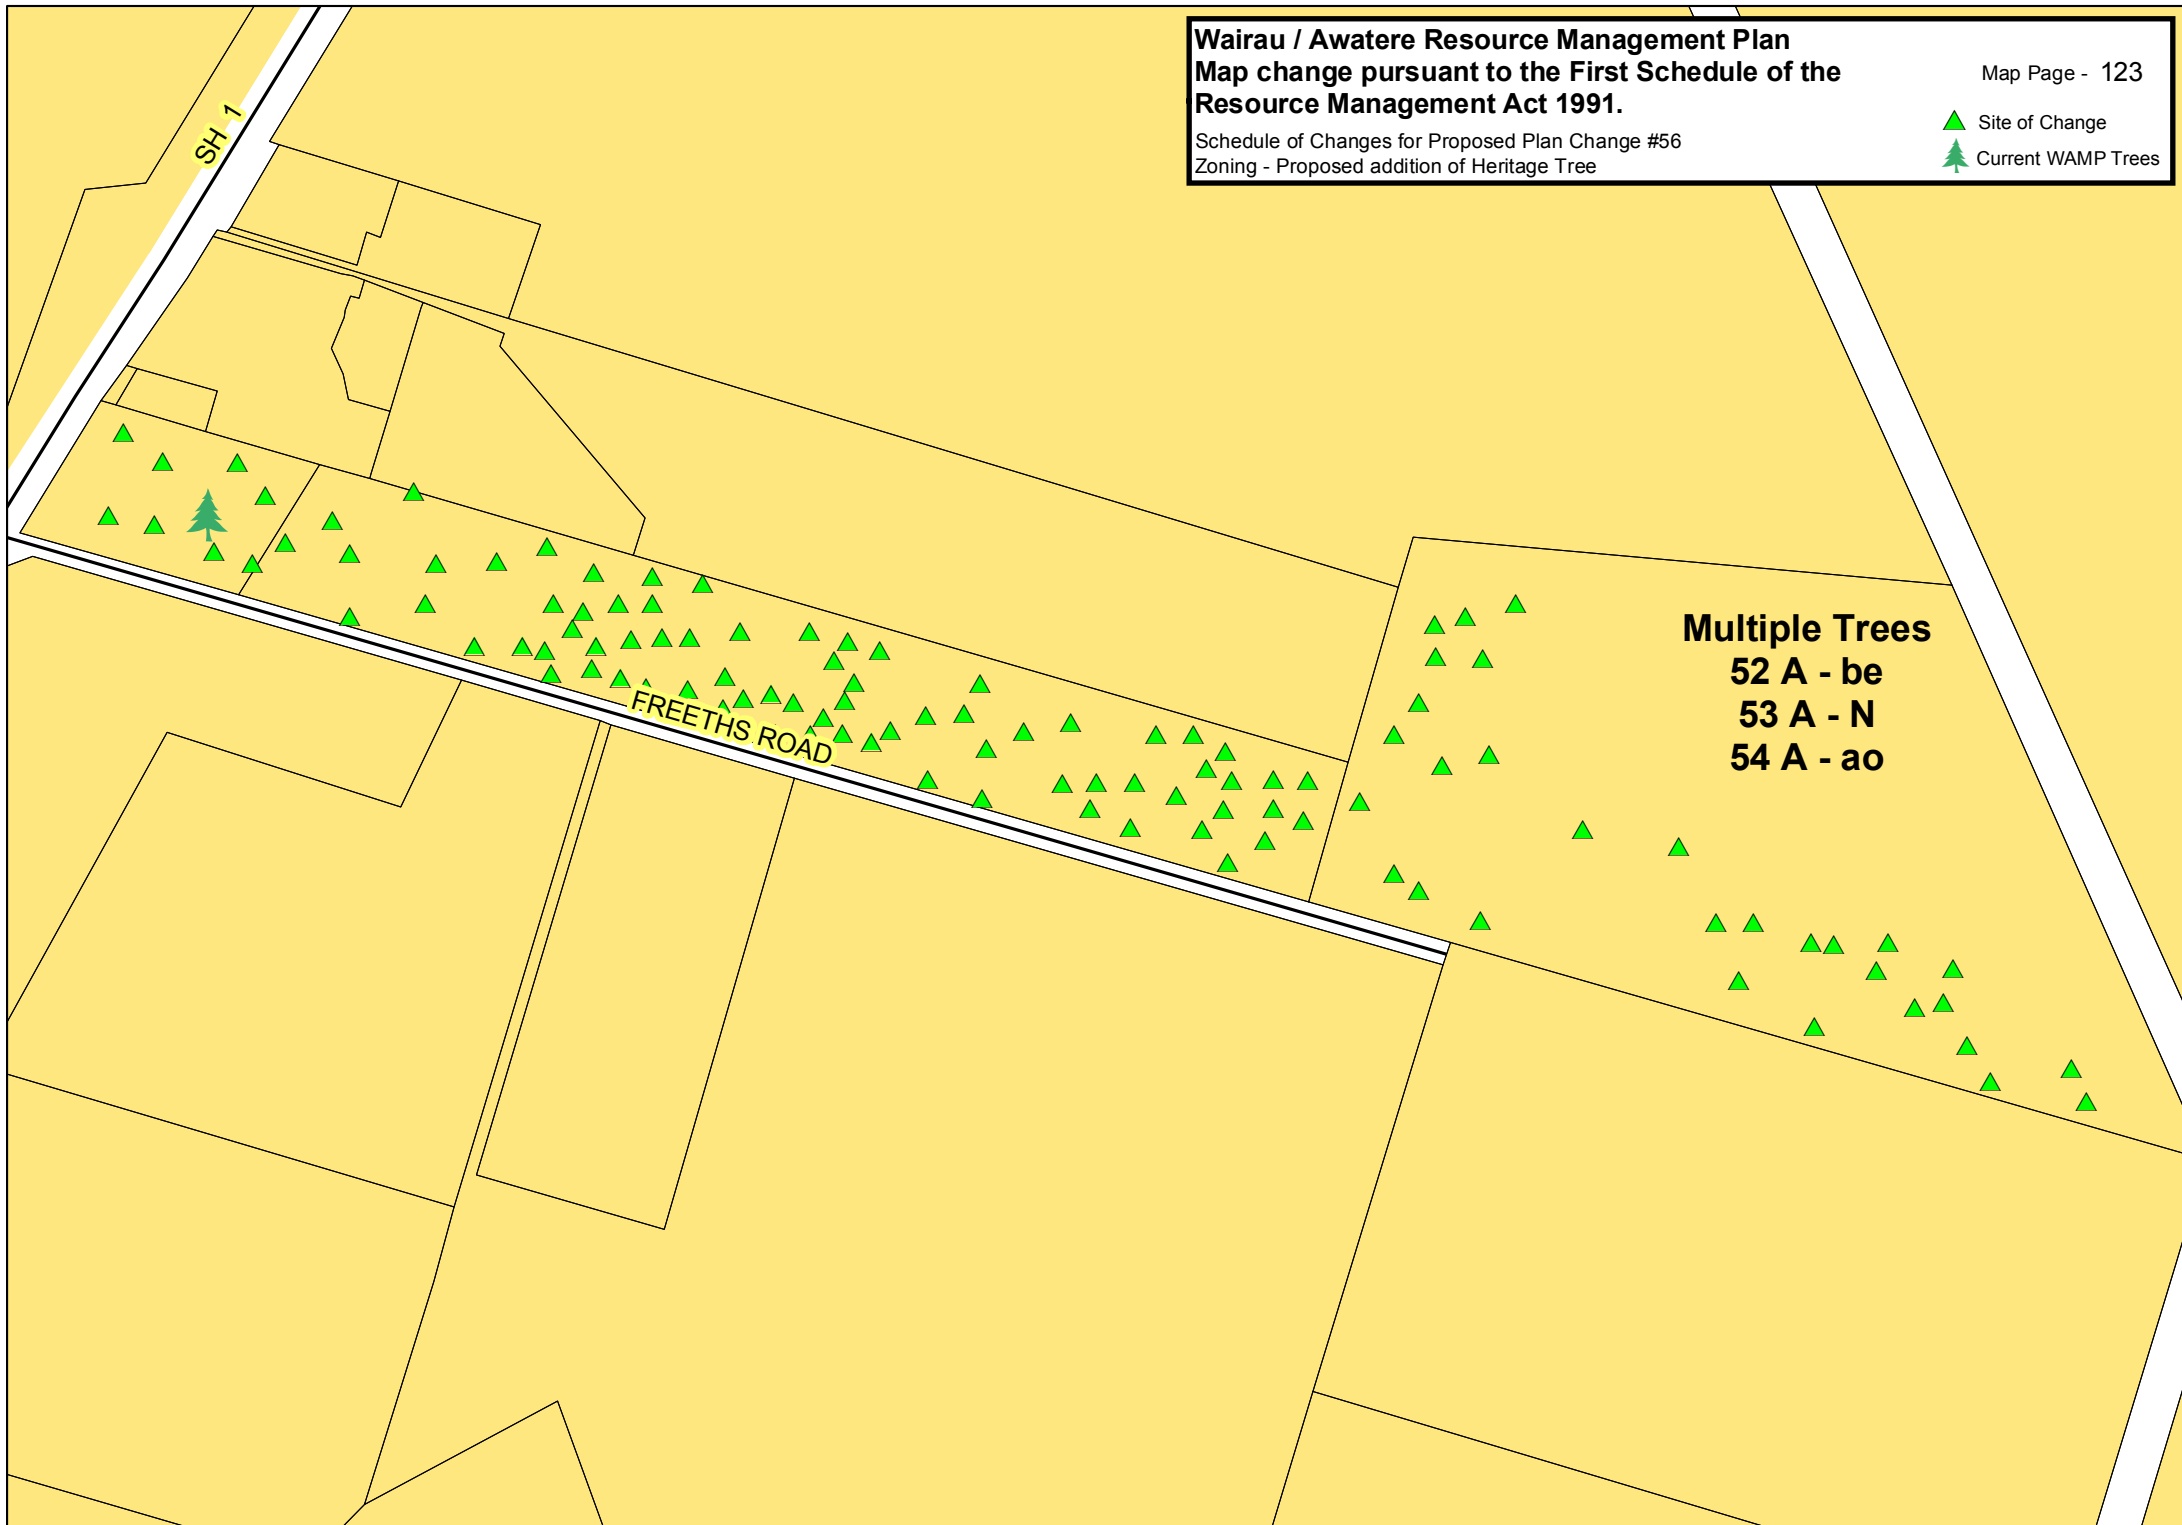 Wairau / Awatere Resource Management Plan
Map change pursuant to the First Schedule of the
Resource Management Act 1991.
Schedule of Changes for Proposed Plan Change #56
Zoning - Proposed addition of Heritage Tree
Map Page - 123
Site of Change
Current WAMP Trees
SH 1
Multiple Trees
52 A - be
53 A - N
54 A - ao
FREETHS ROAD